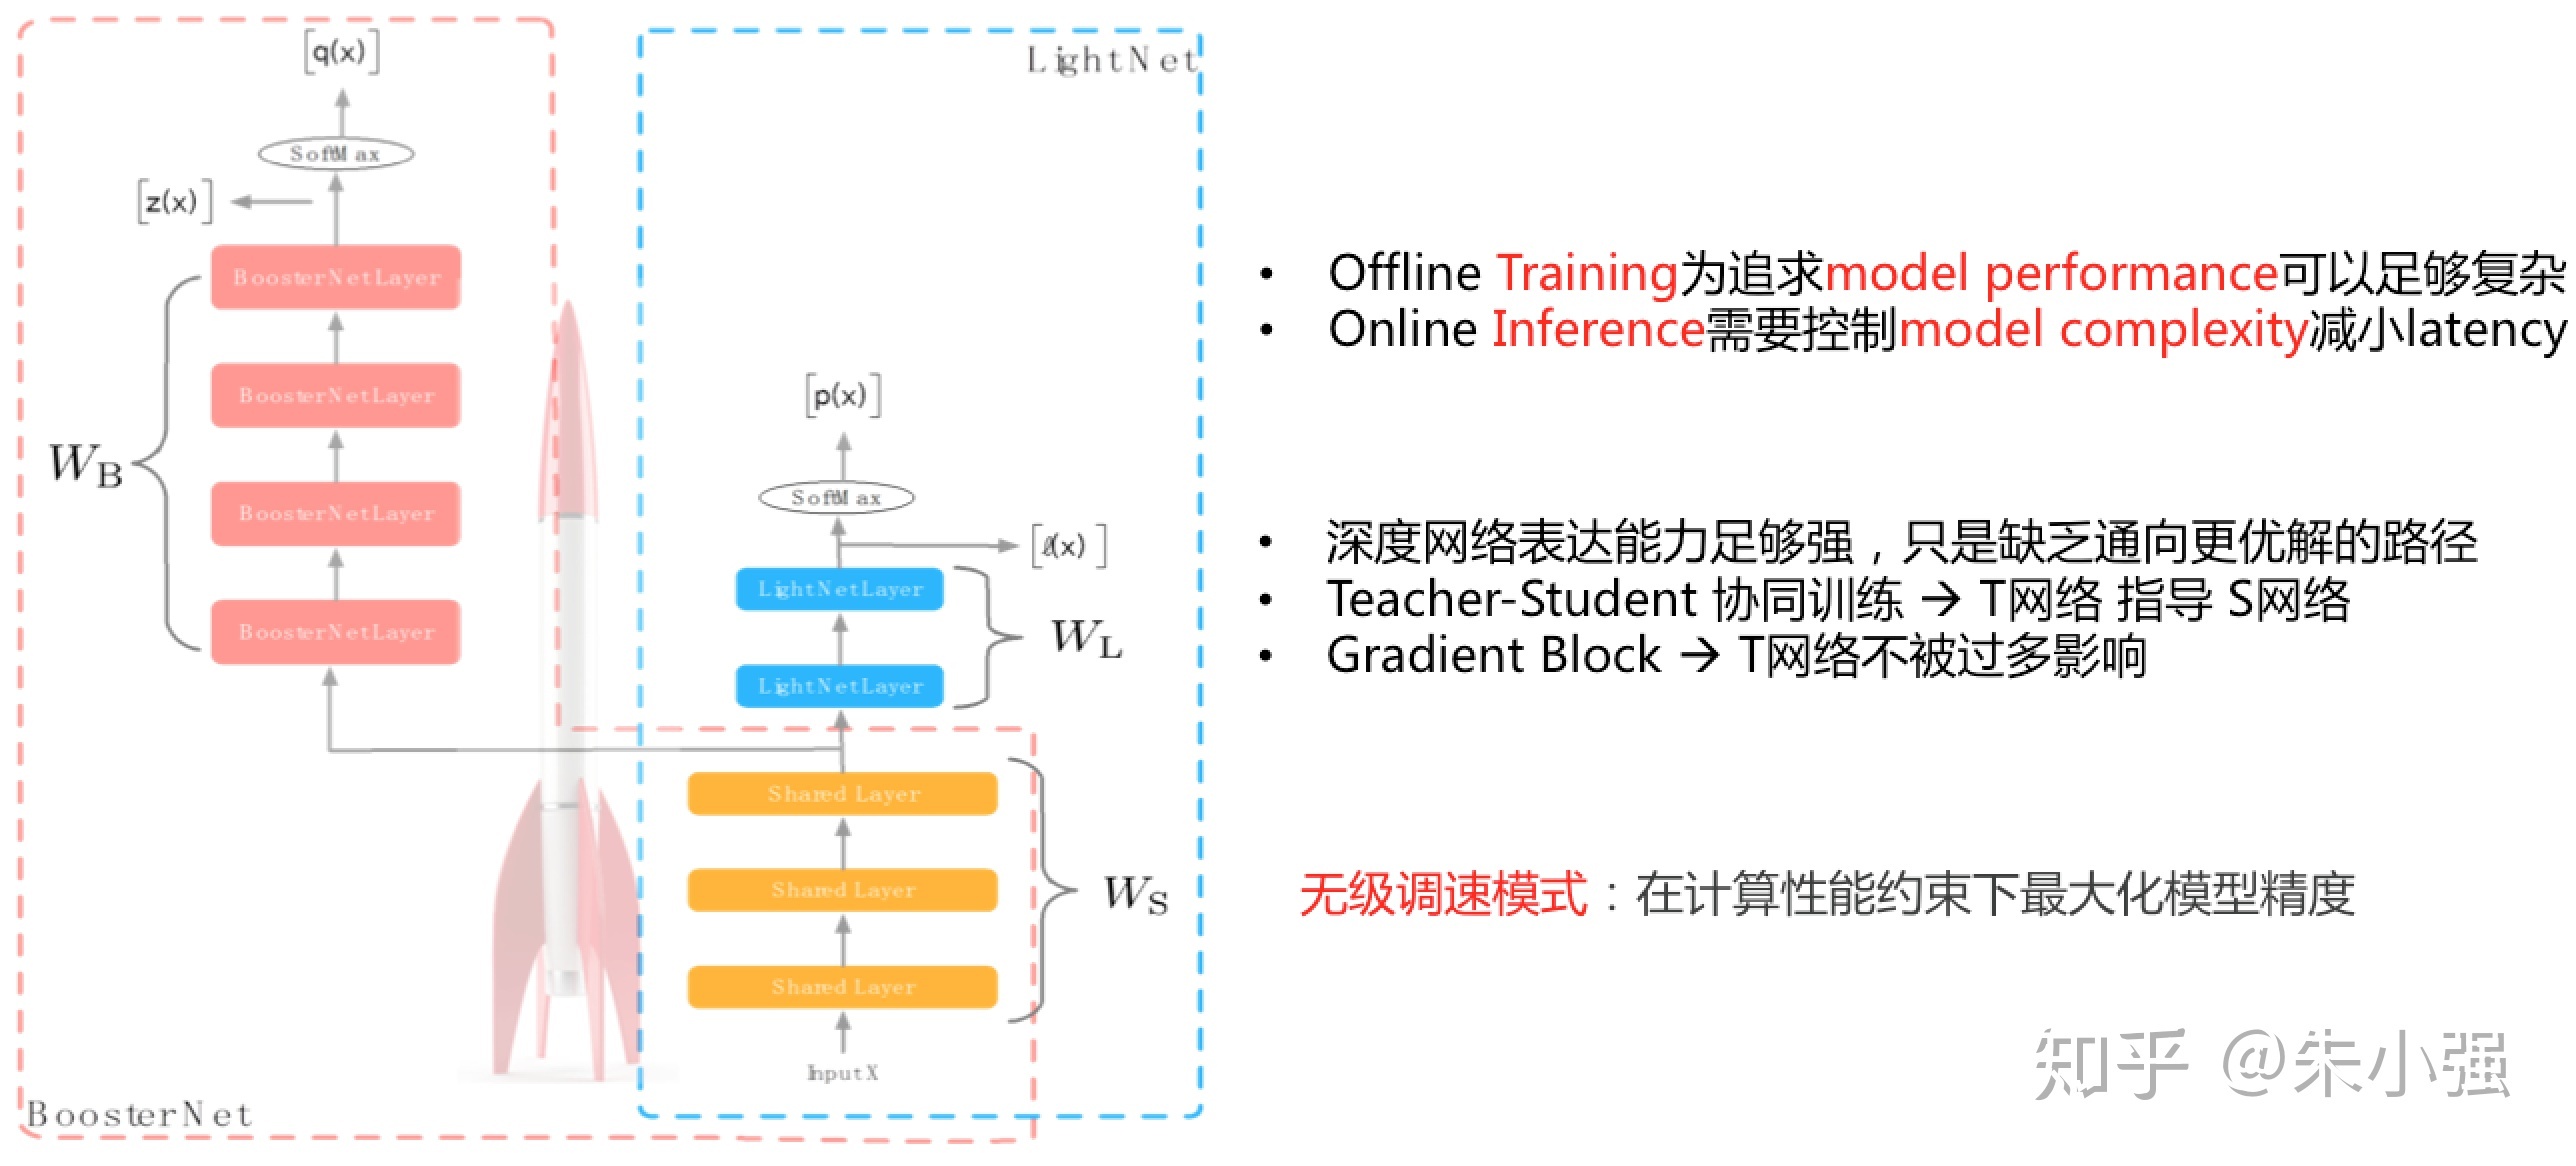 [q(x)]
SoftMax
[z(x)]
BoosterNetLayer
BoosterNetLayer
BoosterNetLayer
BoosterNetLayer
W_B
BoosterNet
LightNet
[p(x)]
SoftMax
[ℓ(x)]
LightNetLayer
LightNetLayer
W_L
Shared Layer
Shared Layer
Shared Layer
W_S
Input X
• Offline Training为追求model performance可以足够复杂
• Online Inference需要控制model complexity减小latency
• 深度网络表达能力足够强，只是缺乏通向更优解的路径
• Teacher-Student 协同训练 → T网络 指导 S网络
• Gradient Block → T网络不被过多影响
无级调速模式：在计算性能约束下最大化模型精度
知乎 @朱小强